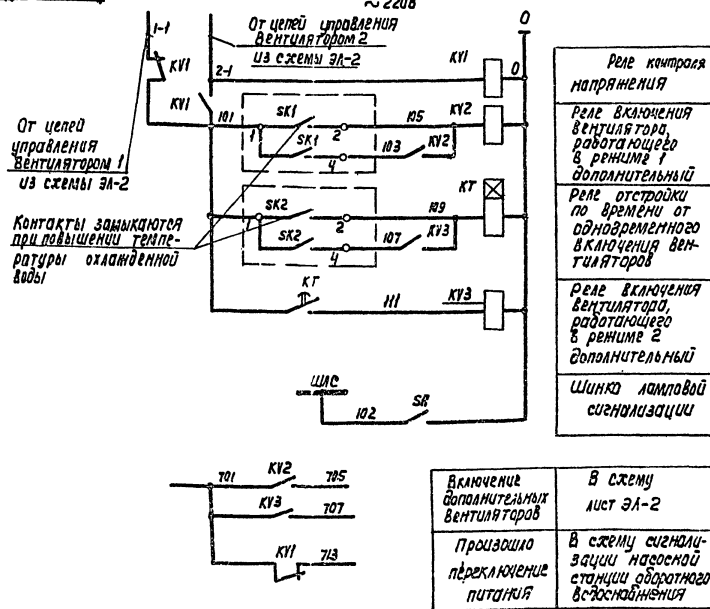 ~ 220В
1-1
От цепей управления
Вентилятором 2
из схемы ЭЛ-2
0
KV1
2-1
KV1
0
KV1
101
SK1
105
KV2
1
2
SK1
103
KV2
4
От цепей
управления
Вентилятором 1
из схемы ЭЛ-2
KT
SK2
109
1
2
SK2
107
KV3
4
Контакты замыкаются
при повышении темпе-
ратуры охлажденной
воды
KT
111
KV3
ШЛС
102
SA
Реле контроля
напряжения
Реле включения
вентилятора,
работающего
в режиме 1
дополнительный
Реле отстройки
по времени от
одновременного
включения вен-
тиляторов
Реле включения
вентилятора,
работающего
в режиме 2
дополнительный
Шинка ламповой
сигнализации
701
KV2
705
KV3
707
KV1
713
Включение
дополнительных
вентиляторов
В схему
лист ЭЛ-2
Произошло
переключение
питания
В схему сигнали-
зации насосной
станции оборотного
водоснабжения